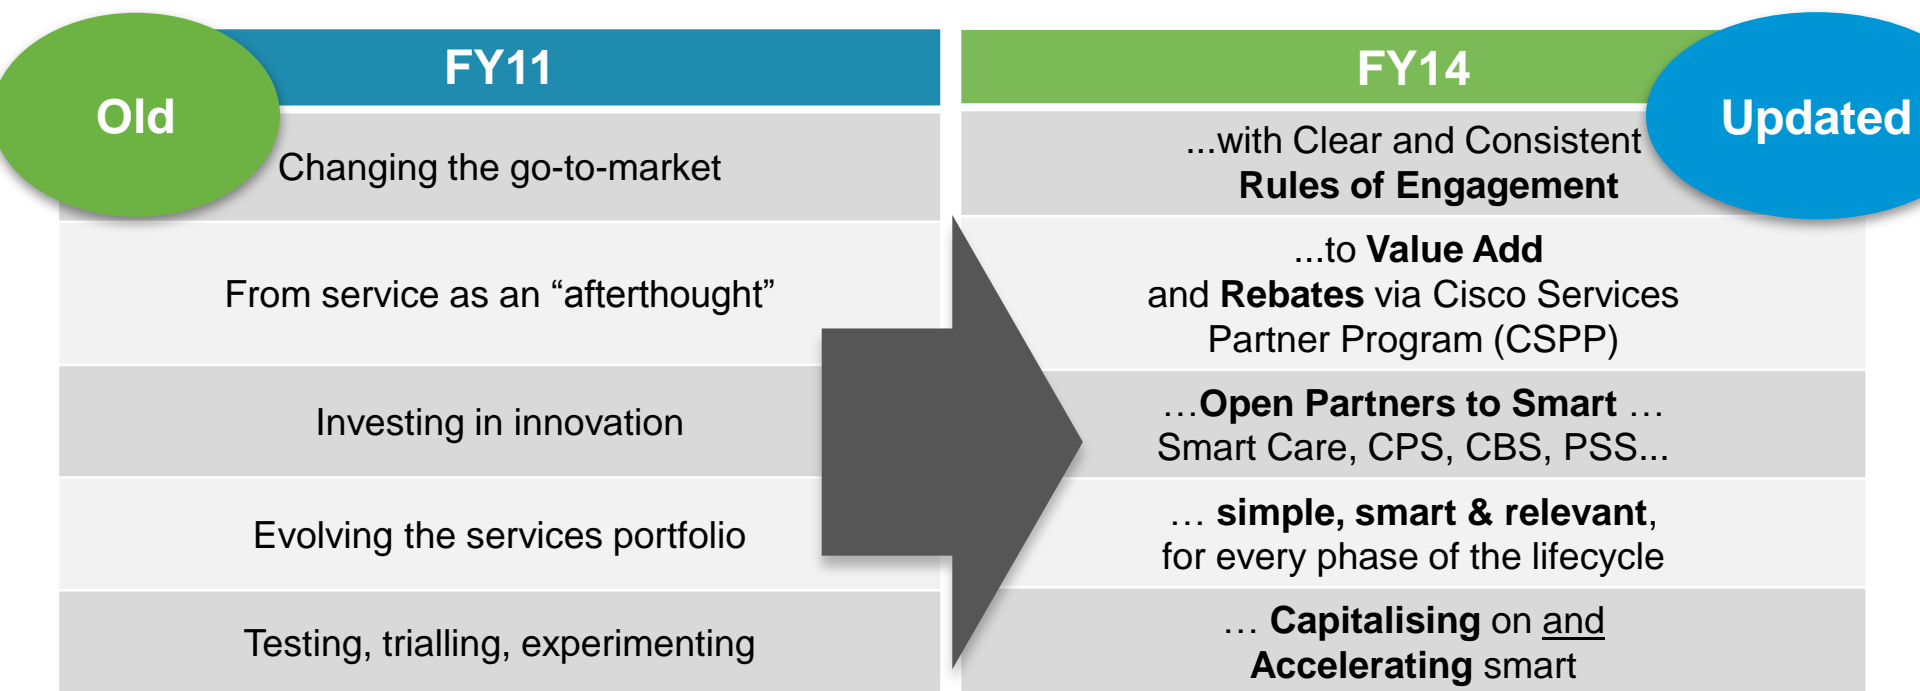 Old
FY11
FY14
Updated
Changing the go-to-market
...with Clear and Consistent
Rules of Engagement
From service as an “afterthought”
...to Value Add
and Rebates via Cisco Services
Partner Program (CSPP)
Investing in innovation
…Open Partners to Smart …
Smart Care, CPS, CBS, PSS...
Evolving the services portfolio
… simple, smart & relevant,
for every phase of the lifecycle
Testing, trialling, experimenting
… Capitalising on and
Accelerating smart